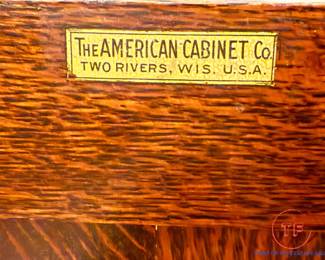 THE AMERICAN CABINET CO.
TWO RIVERS, WIS. U.S.A.